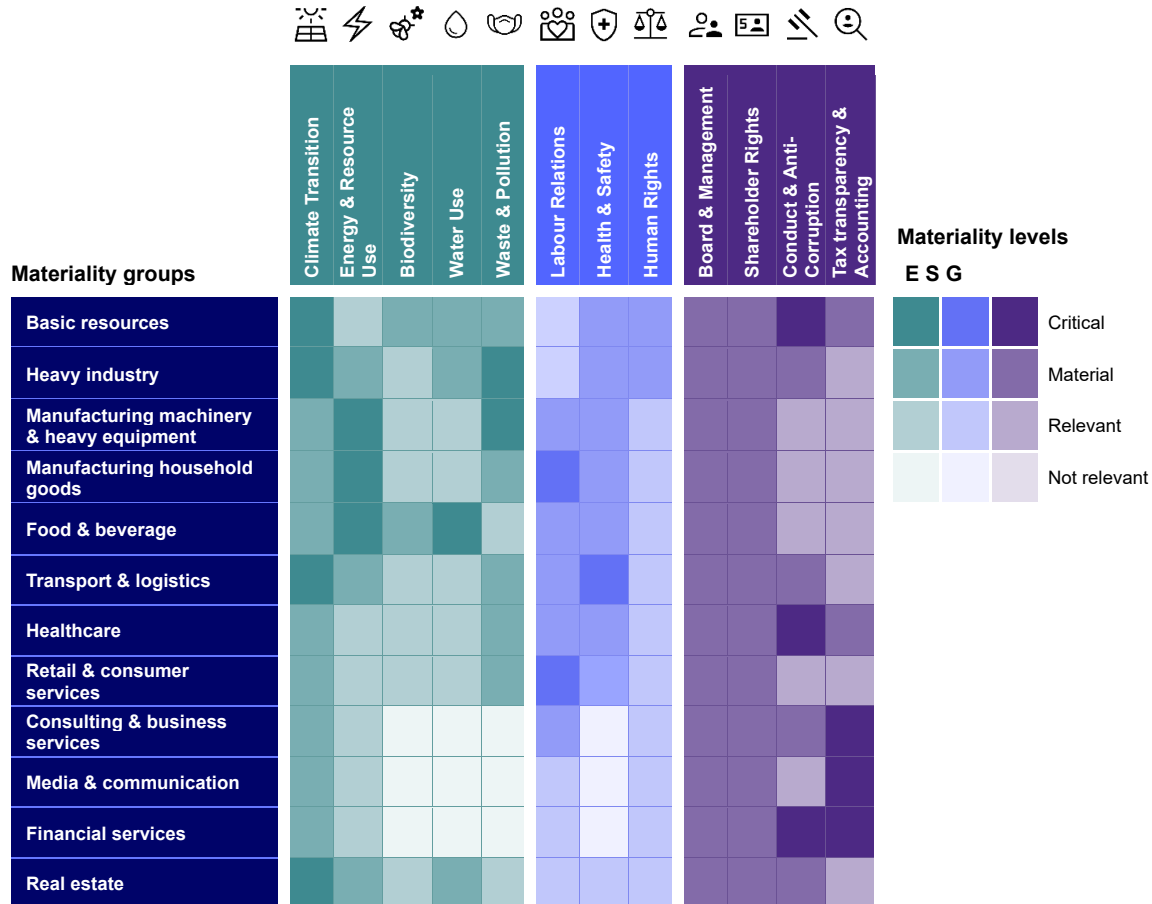 Climate Transition
Energy & Resource
Use
Biodiversity
Water Use
Waste & Pollution
Labour Relations
Health & Safety
Human Rights
Board & Management
Shareholder Rights
Conduct & Anti-
Corruption
Tax transparency &
Accounting
Materiality groups
Basic resources
Heavy industry
Manufacturing machinery
& heavy equipment
Manufacturing household
goods
Food & beverage
Transport & logistics
Healthcare
Retail & consumer
services
Consulting & business
services
Media & communication
Financial services
Real estate
Materiality levels
E S G
Critical
Material
Relevant
Not relevant